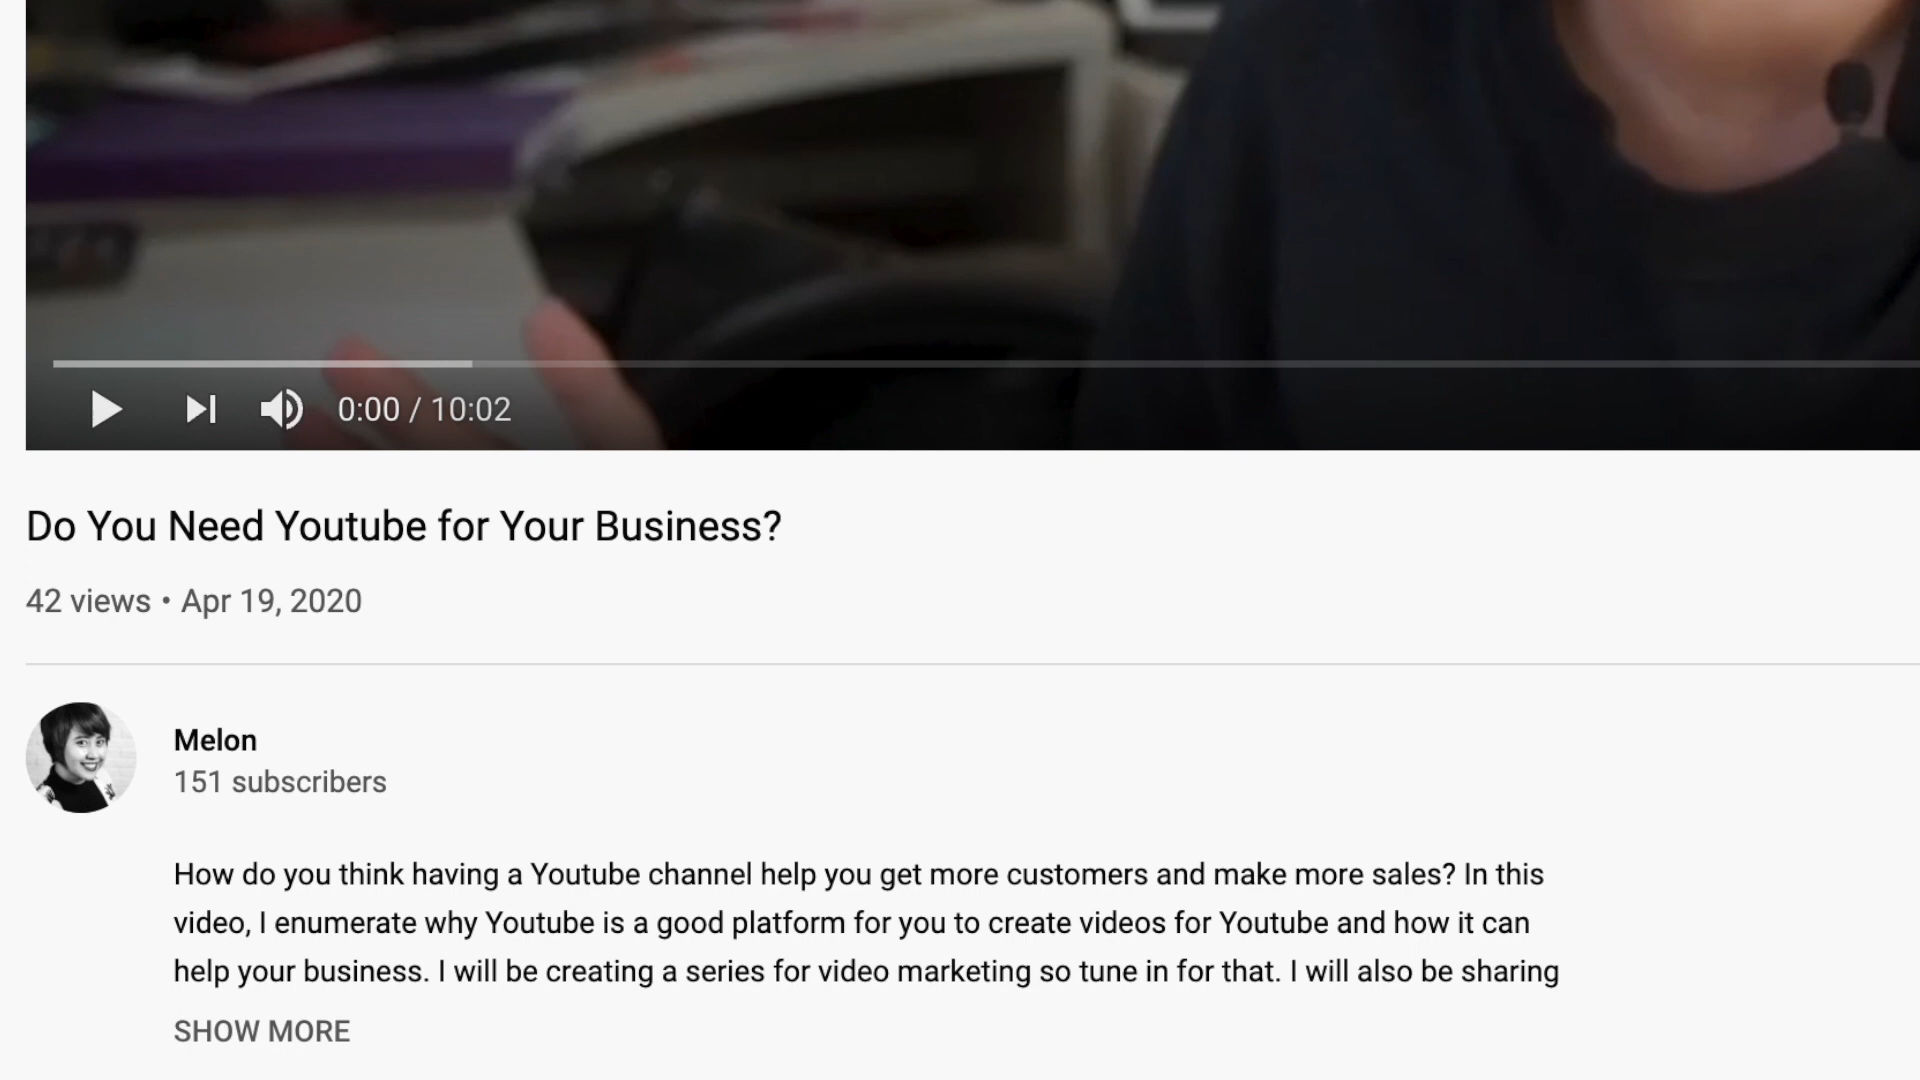 0:00 / 10:02
Do You Need Youtube for Your Business?
42 views • Apr 19, 2020
Melon
151 subscribers
How do you think having a Youtube channel help you get more customers and make more sales? In this
video, I enumerate why Youtube is a good platform for you to create videos for Youtube and how it can
help your business. I will be creating a series for video marketing so tune in for that. I will also be sharing
SHOW MORE